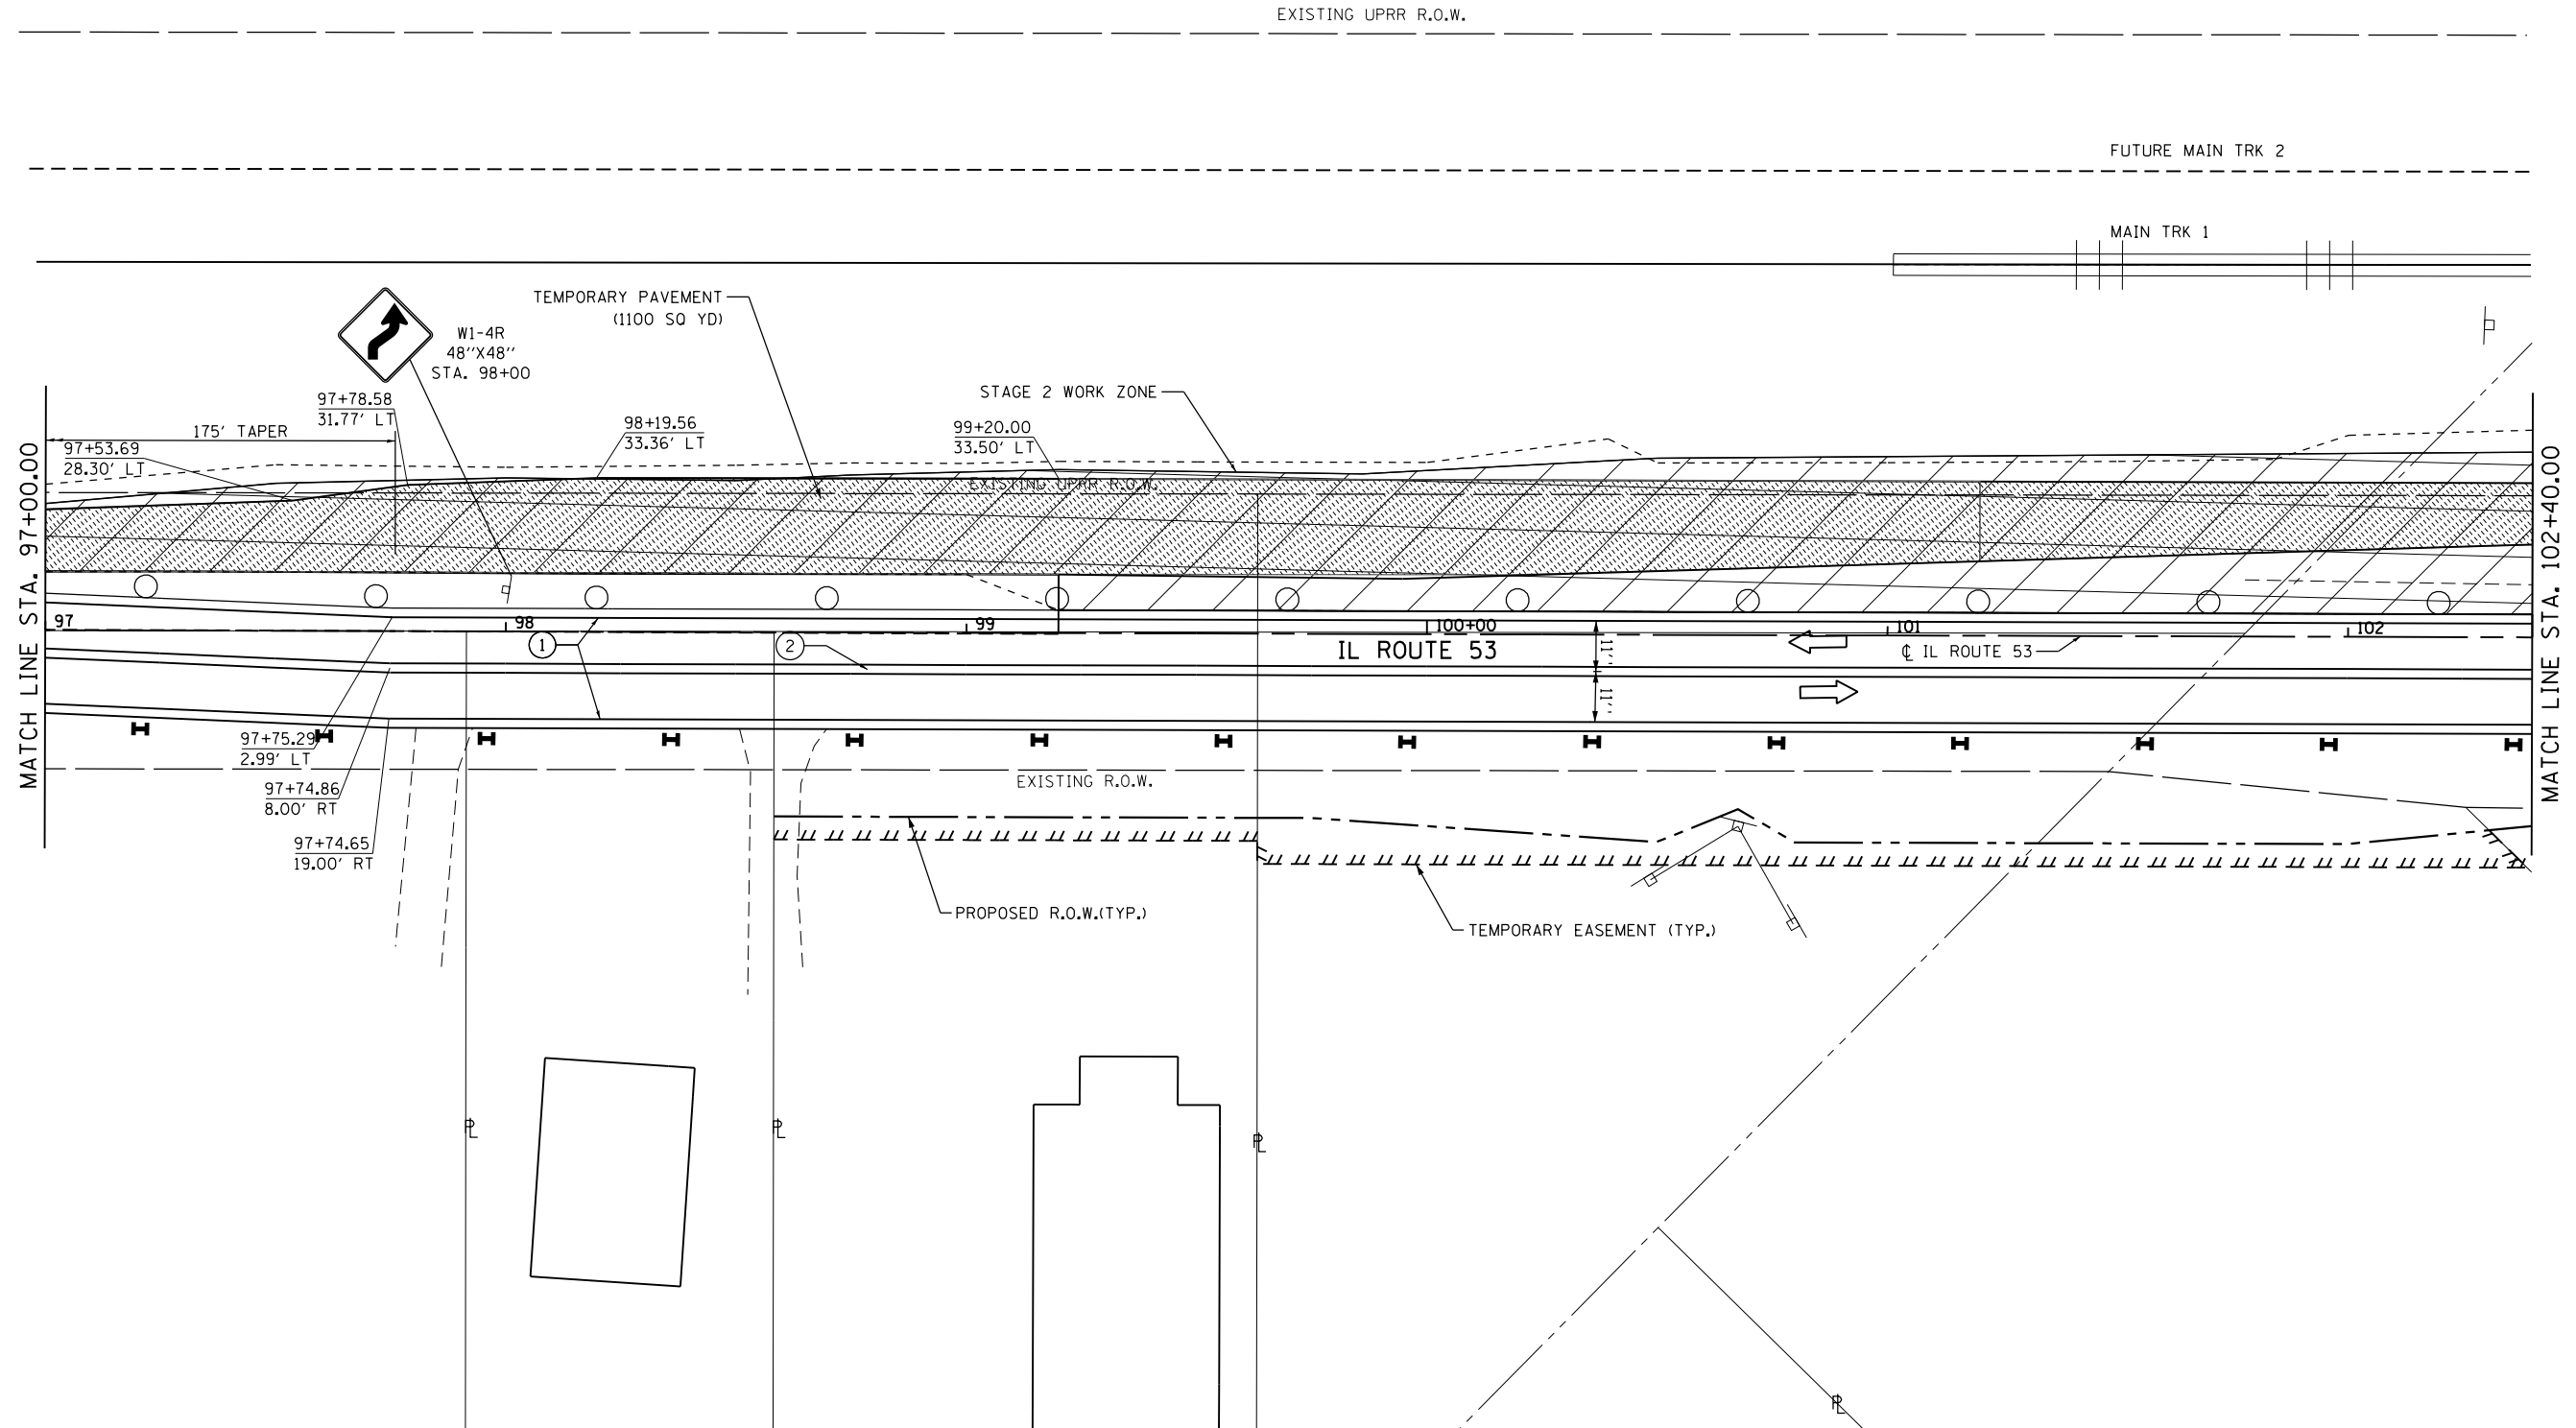 EXISTING UPRR R.O.W.
FUTURE MAIN TRK 2
MAIN TRK 1
TEMPORARY PAVEMENT
(1100 SQ YD)
W1-4R
48''X48''
STA. 98+00
STAGE 2 WORK ZONE
97+78.58
31.77' LT
175' TAPER
98+19.56
33.36' LT
99+20.00
33.50' LT
97+53.69
28.30' LT
EXISTING UPRR R.O.W.
MATCH LINE STA. 97+00.00
MATCH LINE STA. 102+40.00
97
98
99
100+00
101
102
1
2
IL ROUTE 53
11'
11'
℄ IL ROUTE 53
97+75.29
2.99' LT
97+74.86
8.00' RT
97+74.65
19.00' RT
EXISTING R.O.W.
PROPOSED R.O.W.(TYP.)
TEMPORARY EASEMENT (TYP.)
PL
PL
PL
PL